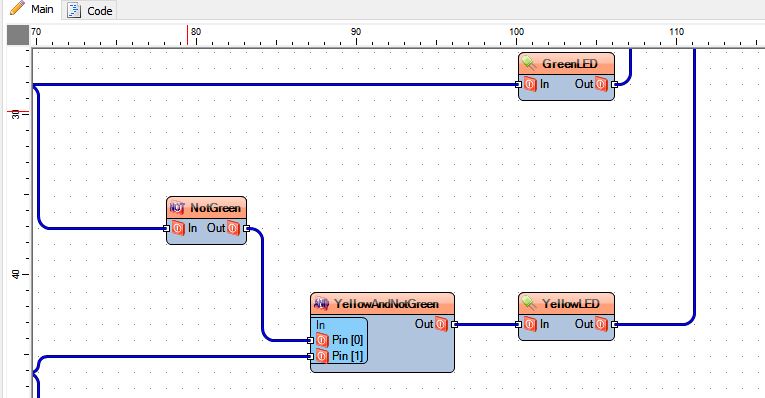 Main Code
70 80 90 100 110
GreenLED
In Out
30
NOT NotGreen
In Out
40
YellowAndNotGreen
In Out
Pin [0]
Pin [1]
YellowLED
In Out